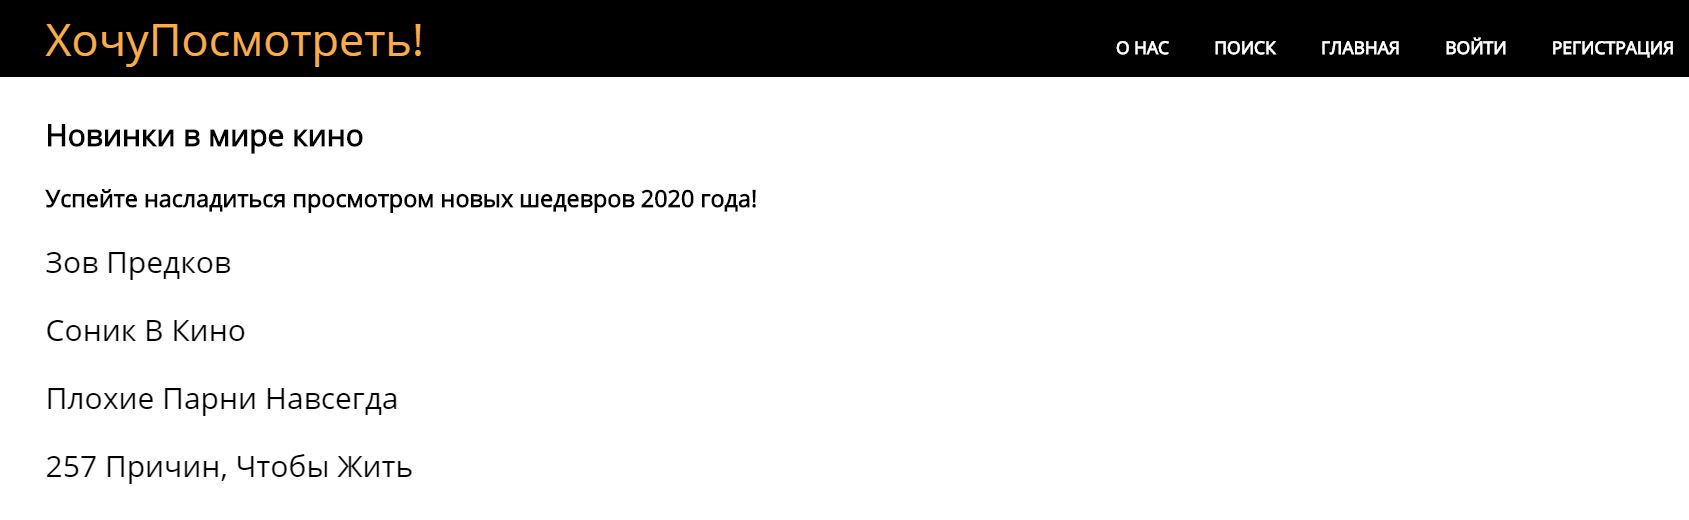 ХочуПосмотреть!
О НАС ПОИСК ГЛАВНАЯ ВОЙТИ РЕГИСТРАЦИЯ
Новинки в мире кино
Успейте насладиться просмотром новых шедевров 2020 года!
Зов Предков
Соник В Кино
Плохие Парни Навсегда
257 Причин, Чтобы Жить